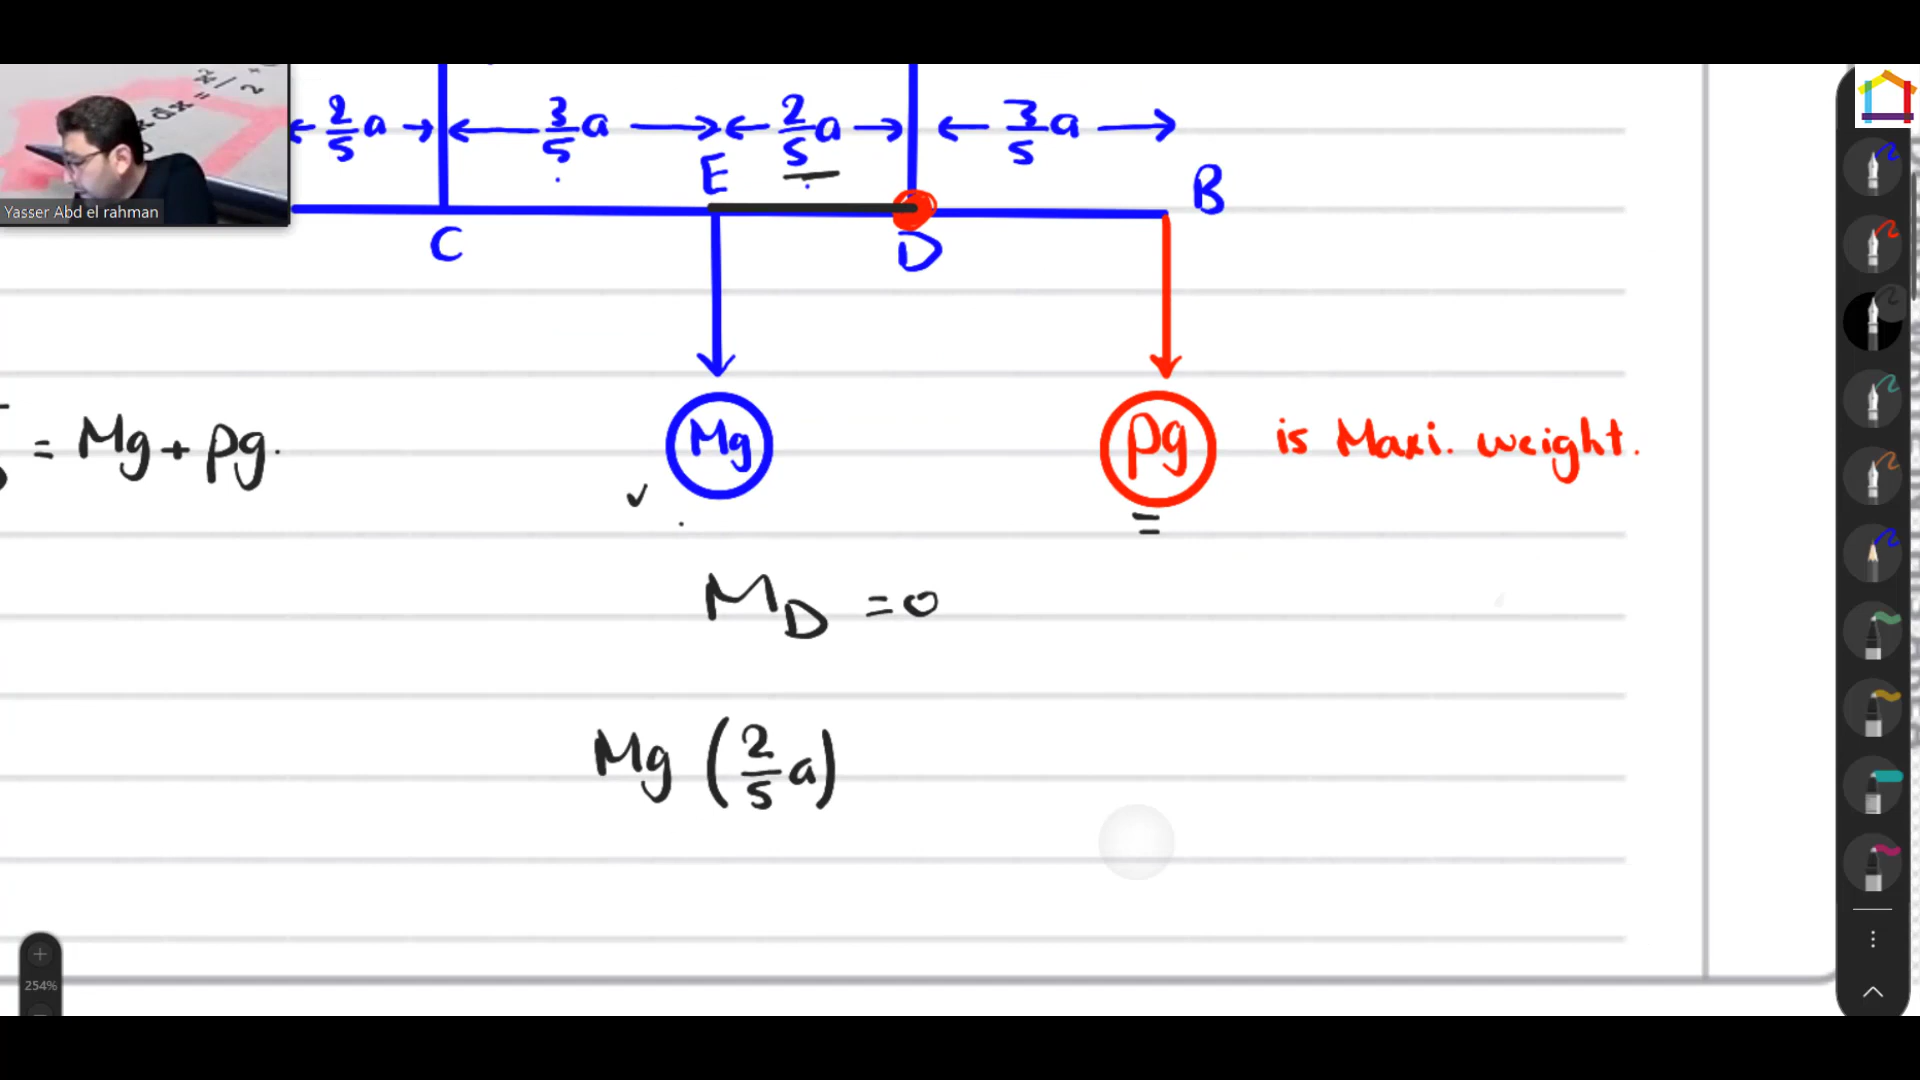 2/5 a 3/5 a 2/5 a 3/5 a
E B
C D
= Mg + pg. Mg pg is Maxi. weight.
M_D = 0
Mg (2/5 a)
Yasser Abd el rahman
254%